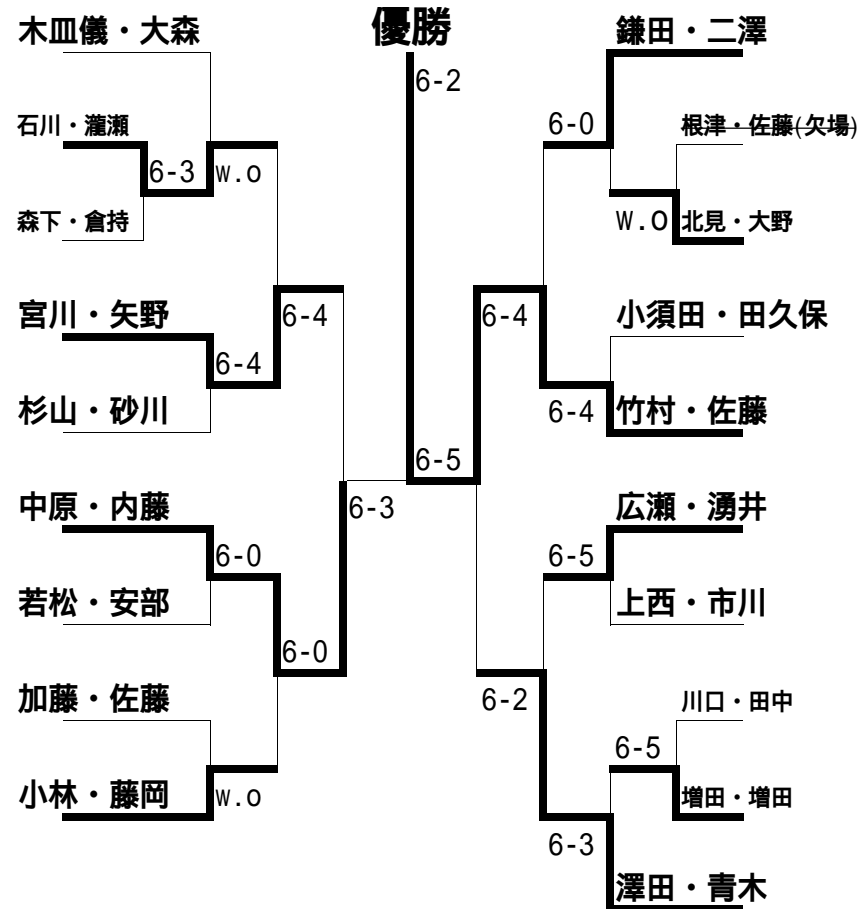 木皿儀・大森
石川・瀧瀬
6-3
w.o
森下・倉持
宮川・矢野
6-4
6-4
杉山・砂川
中原・内藤
6-0
若松・安部
6-0
加藤・佐藤
小林・藤岡
w.o
6-3
優勝
6-2
6-5
鎌田・二澤
6-0
根津・佐藤(欠場)
W.O
北見・大野
6-4
小須田・田久保
6-4
竹村・佐藤
広瀬・湧井
6-5
上西・市川
6-2
川口・田中
6-5
増田・増田
6-3
澤田・青木